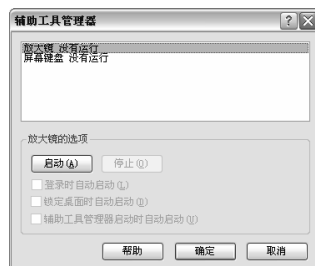 辅助工具管理器
放大镜 没有运行
屏幕键盘 没有运行
放大镜的选项
启动(A) 停止(O)
登录时自动启动(L)
锁定桌面时自动启动(D)
辅助工具管理器启动时自动启动(U)
帮助 确定 取消